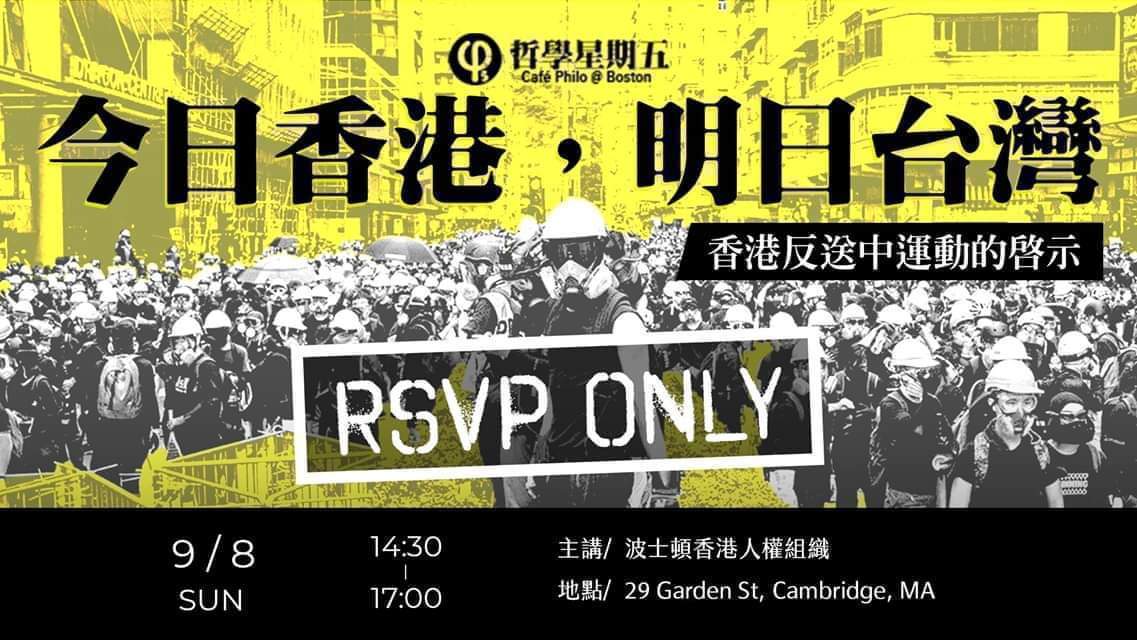 哲學星期五
Café Philo @ Boston
今日香港，明日台灣
香港反送中運動的啓示
RSVP ONLY
9 / 8
SUN
14:30
17:00
主講/ 波士頓香港人權組織
地點/ 29 Garden St, Cambridge, MA